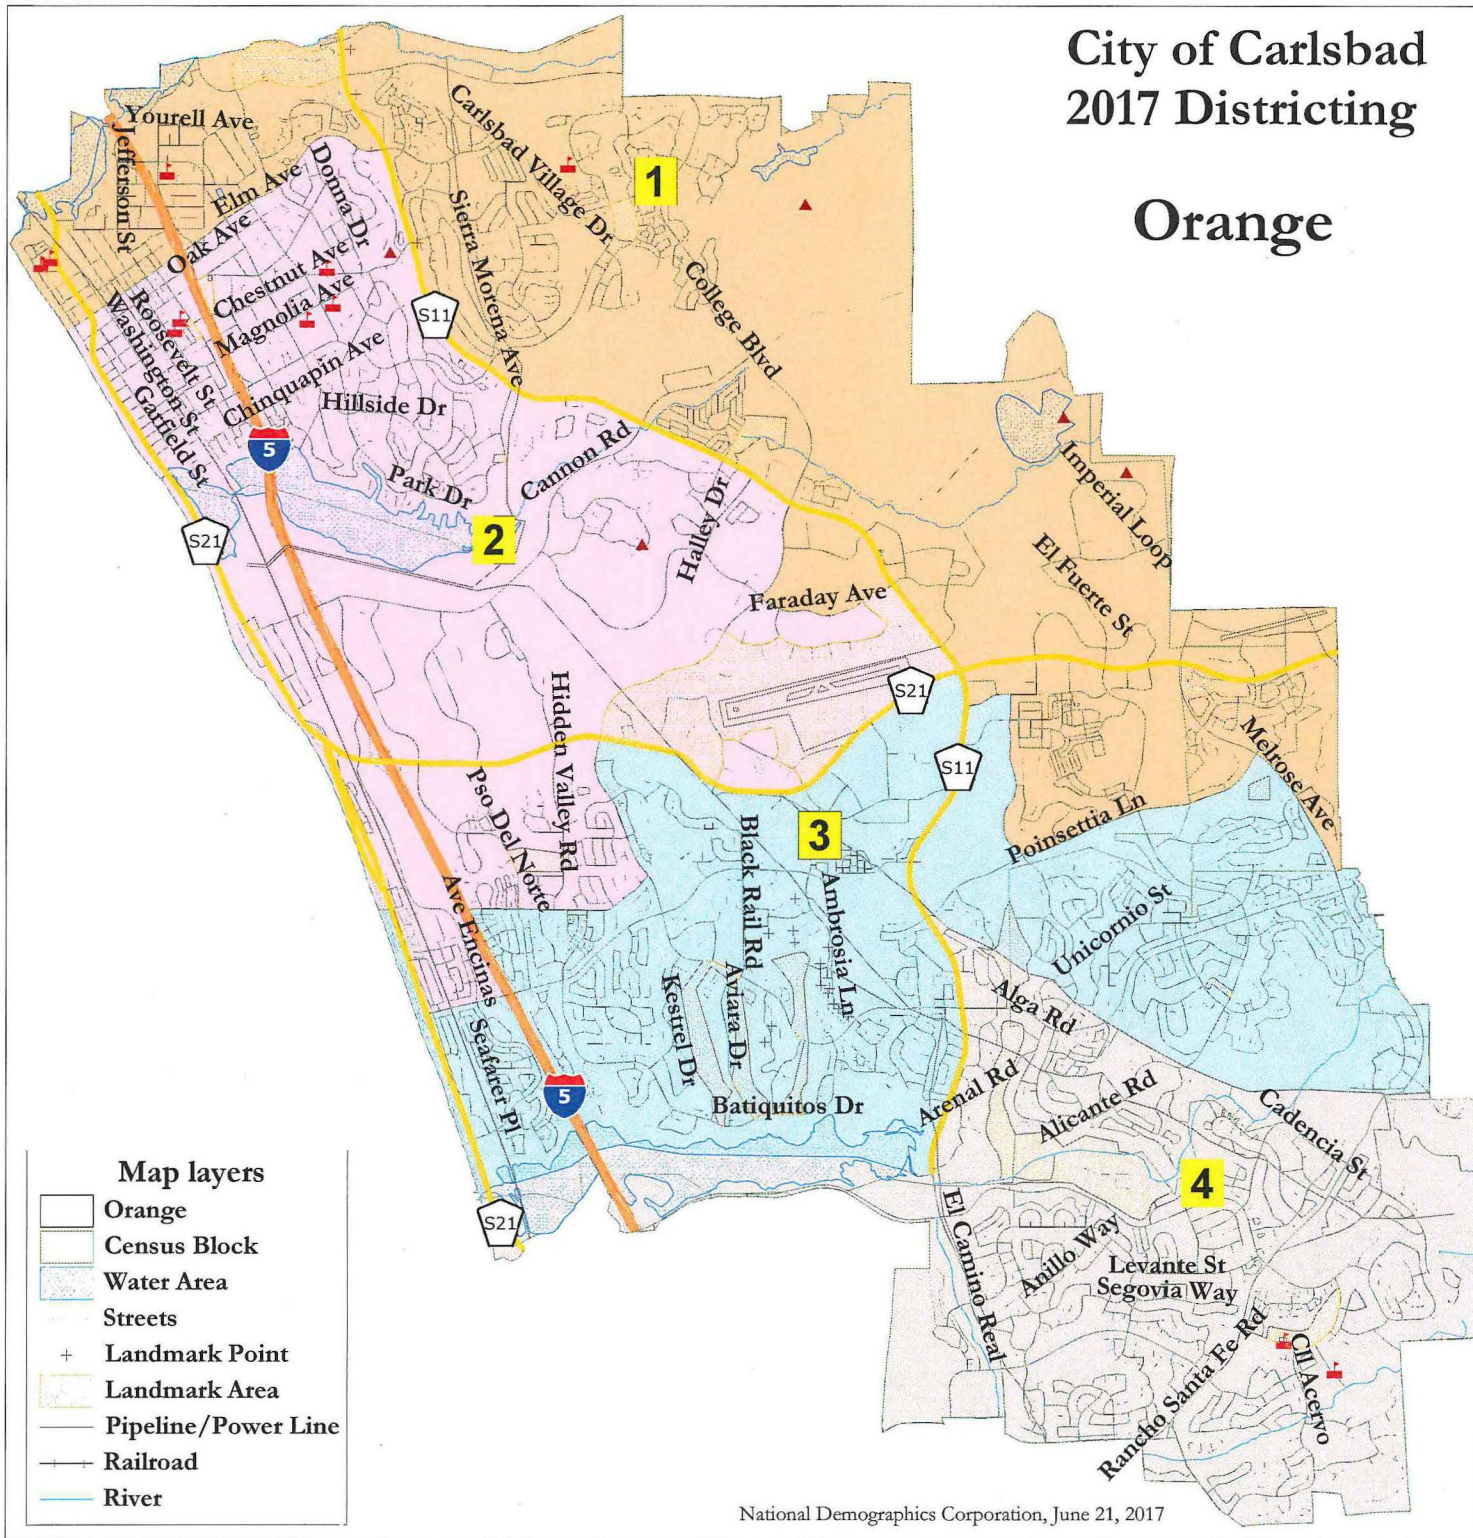 City of Carlsbad
2017 Districting
Orange
Yourell Ave
Jefferson St
Elm Ave
Oak Ave
Donna Dr
Chestnut Ave
Magnolia Ave
Roosevelt St
Washington St
Garfield St
Chinquapin Ave
Hillside Dr
Park Dr
Carlsbad Village Dr
Sierra Morena Ave
College Blvd
1
S11
5
S21
2
Cannon Rd
Halley Dr
Faraday Ave
Imperial Loop
El Fuerte St
S21
Hidden Valley Rd
Pso Del Norte
S11
Melrose Ave
Poinsettia Ln
3
Black Rail Rd
Ambrosia Ln
Unicornio St
Ave Encinas
Seafarer Pl
Kestrel Dr
Aviara Dr
Batiquitos Dr
5
S21
Alga Rd
Arenal Rd
Alicante Rd
Cadencia St
4
El Camino Real
Anillo Way
Levante St
Segovia Way
Rancho Santa Fe Rd
Cll Acervo
Map layers
Orange
Census Block
Water Area
Streets
Landmark Point
Landmark Area
Pipeline/Power Line
Railroad
River
National Demographics Corporation, June 21, 2017